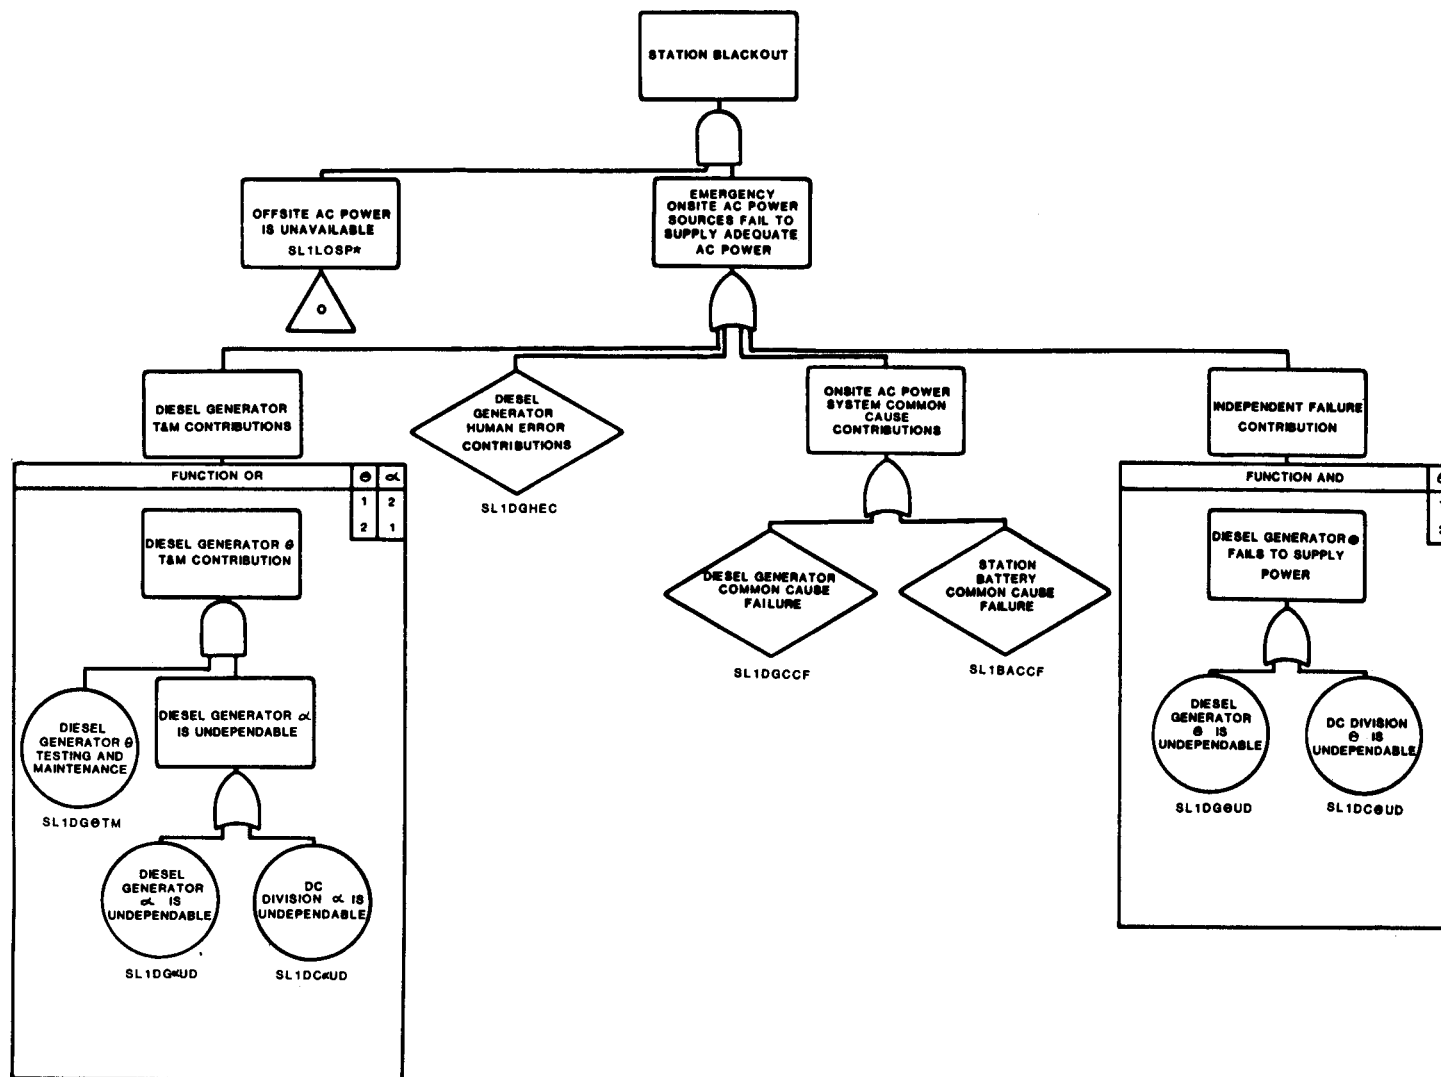 STATION BLACKOUT
OFFSITE AC POWER
IS UNAVAILABLE
SL1LOSP*
EMERGENCY
ONSITE AC POWER
SOURCES FAIL TO
SUPPLY ADEQUATE
AC POWER
O
DIESEL GENERATOR
T&M CONTRIBUTIONS
DIESEL
GENERATOR
HUMAN ERROR
CONTRIBUTIONS
SL1DGHEC
ONSITE AC POWER
SYSTEM COMMON
CAUSE
CONTRIBUTIONS
INDEPENDENT FAILURE
CONTRIBUTION
FUNCTION OR
θ α
1 2
2 1
DIESEL GENERATOR θ
T&M CONTRIBUTION
DIESEL
GENERATOR θ
TESTING AND
MAINTENANCE
SL1DGθTM
DIESEL GENERATOR α
IS UNDEPENDABLE
DIESEL
GENERATOR
α IS
UNDEPENDABLE
SL1DGαUD
DC
DIVISION α IS
UNDEPENDABLE
SL1DCαUD
DIESEL GENERATOR
COMMON CAUSE
FAILURE
SL1DGCCF
STATION
BATTERY
COMMON CAUSE
FAILURE
SL1BACCF
FUNCTION AND
DIESEL GENERATOR θ
FAILS TO SUPPLY
POWER
DIESEL
GENERATOR
θ IS
UNDEPENDABLE
SL1DGθUD
DC DIVISION
θ IS
UNDEPENDABLE
SL1DCθUD